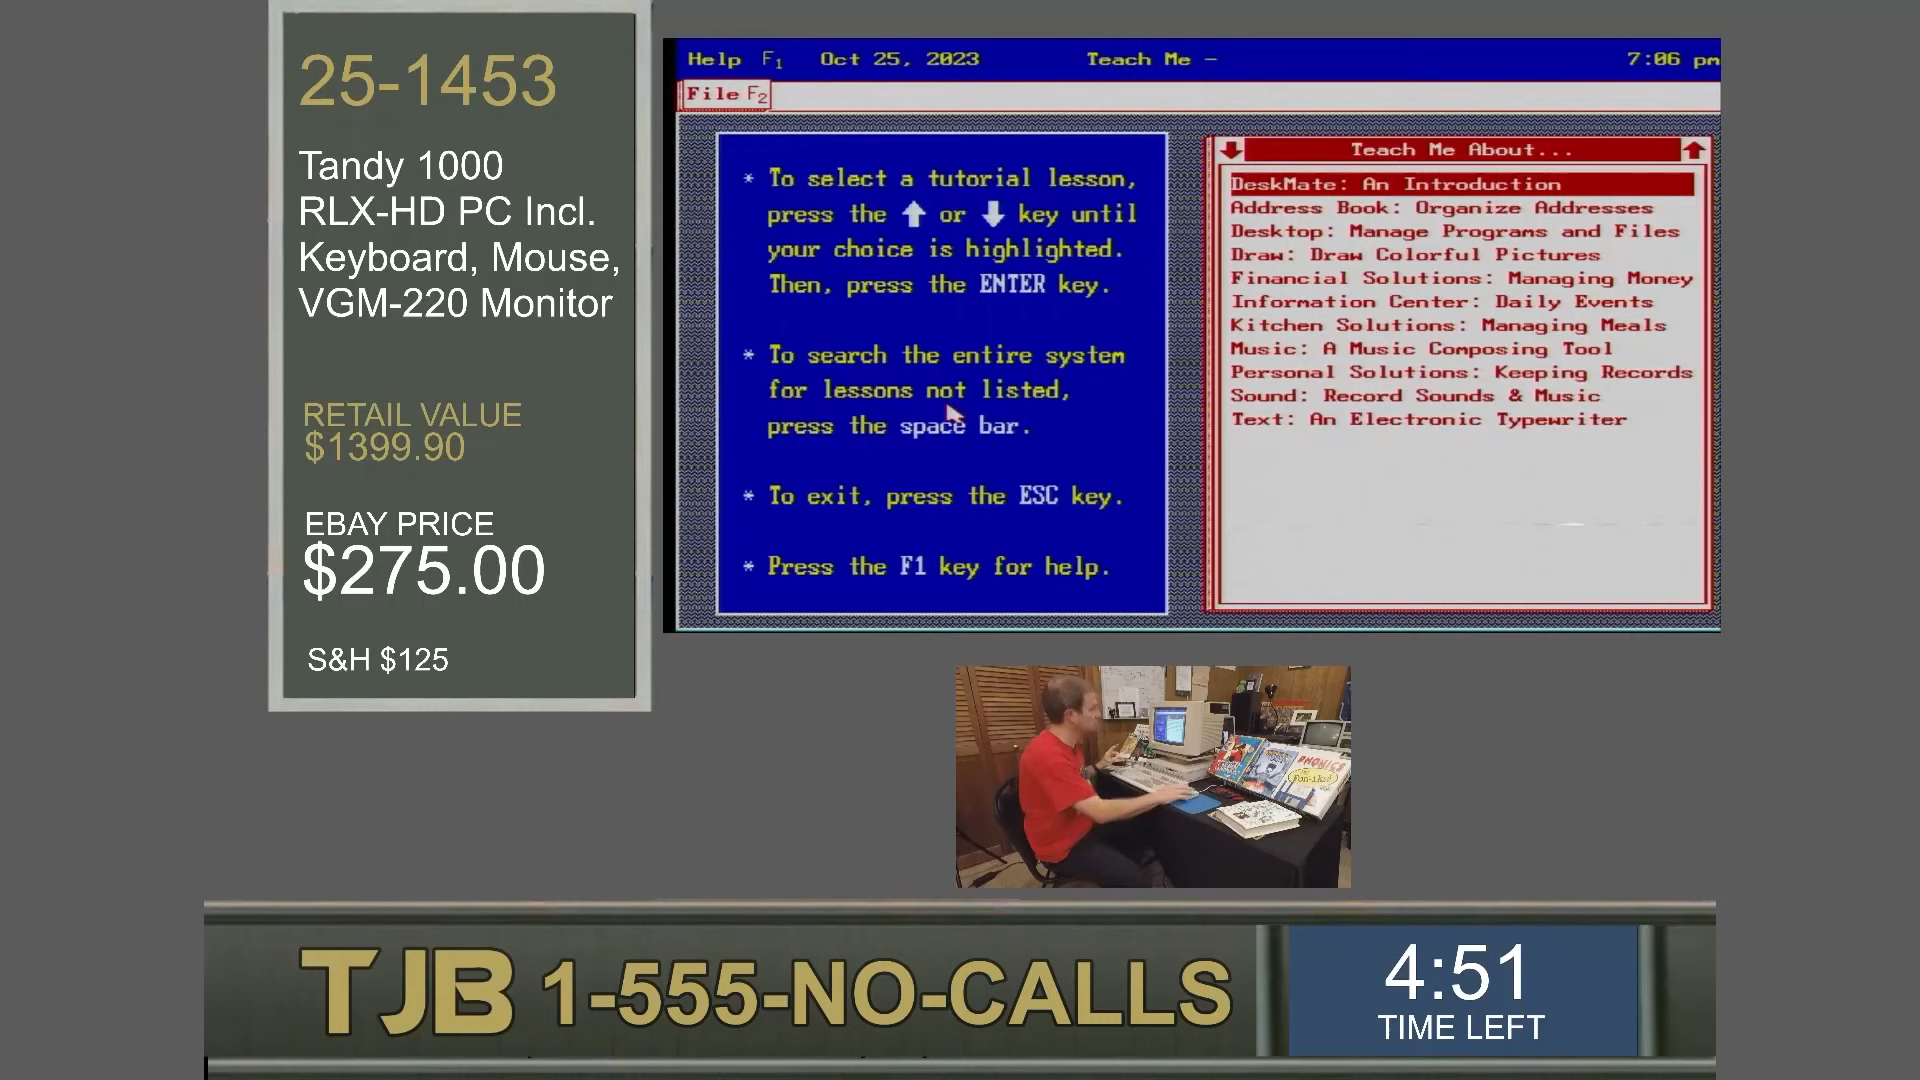 25-1453
Tandy 1000
RLX-HD PC Incl.
Keyboard, Mouse,
VGM-220 Monitor
RETAIL VALUE
$1399.90
EBAY PRICE
$275.00
S&H $125
Help F1 Oct 25, 2023 Teach Me - 7:06 pm
File F2
* To select a tutorial lesson,
press the ↑ or ↓ key until
your choice is highlighted.
Then, press the ENTER key.
* To search the entire system
for lessons not listed,
press the space bar.
* To exit, press the ESC key.
* Press the F1 key for help.
Teach Me About...
DeskMate: An Introduction
Address Book: Organize Addresses
Desktop: Manage Programs and Files
Draw: Draw Colorful Pictures
Financial Solutions: Managing Money
Information Center: Daily Events
Kitchen Solutions: Managing Meals
Music: A Music Composing Tool
Personal Solutions: Keeping Records
Sound: Record Sounds & Music
Text: An Electronic Typewriter
PHONICS
TJB 1-555-NO-CALLS
4:51
TIME LEFT